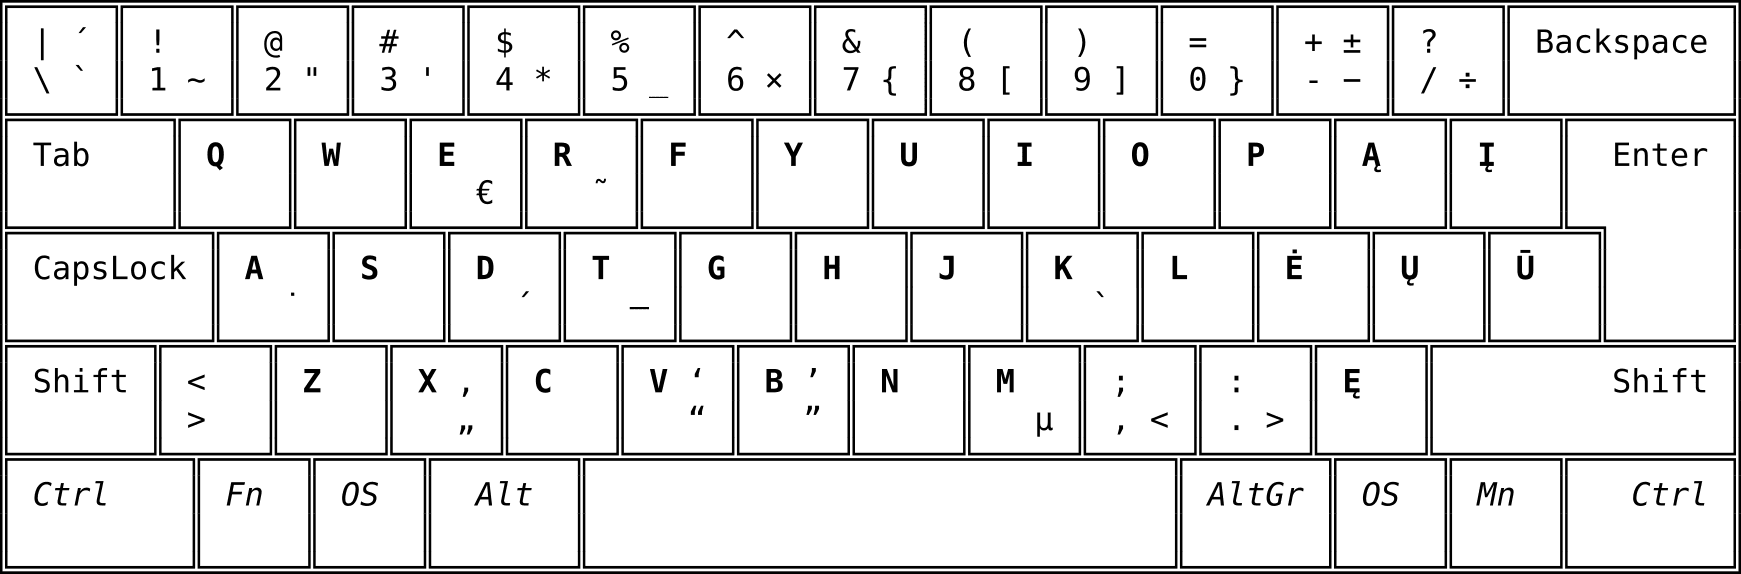 | ´ ! @ # $ % ^ & ( ) = + ± ? Backspace
\ ` 1 ~ 2 " 3 ' 4 * 5 _ 6 × 7 { 8 [ 9 ] 0 } - − / ÷
Tab Q W E R F Y U I O P Ą Į Enter
€ ˜
CapsLock A S D T G H J K L Ė Ų Ū
˙ ´ – `
Shift < Z X ‚ C V ‘ B ’ N M ; : Ę Shift
> „ “ ” µ , < . >
Ctrl Fn OS Alt AltGr OS Mn Ctrl